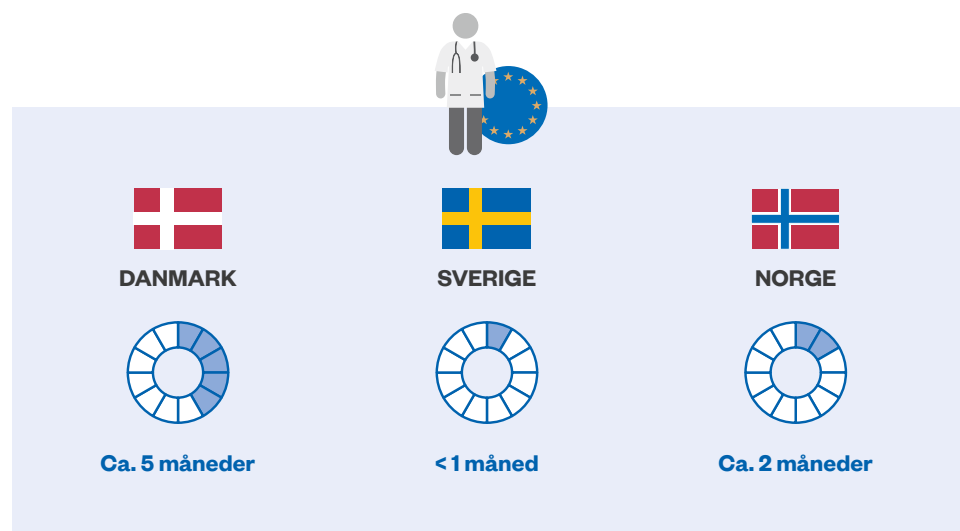 DANMARK
SVERIGE
NORGE
Ca. 5 måneder
< 1 måned
Ca. 2 måneder